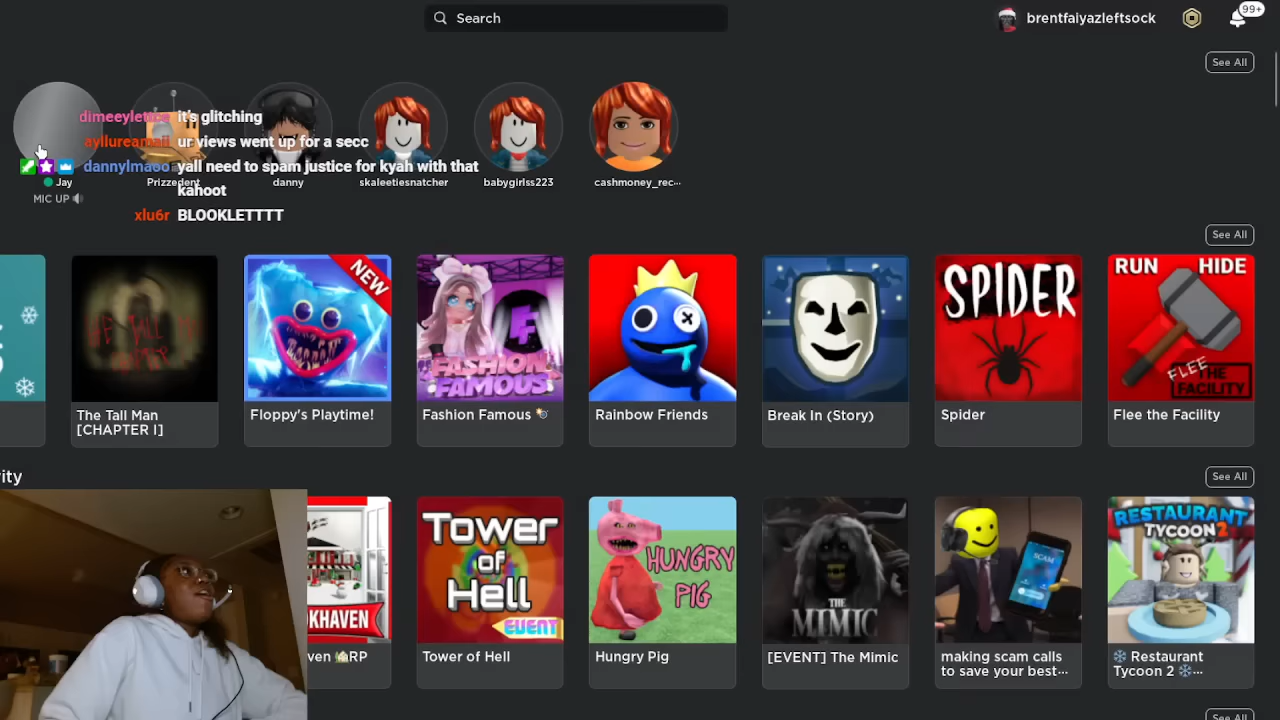 Search
brentfaiyazleftsock
99+
See All
it's glitching
ayllureamaii ur views went up for a secc
dannylmaoo yall need to spam justice for kyah with that
kahoot
xlu6r BLOOKLETTTT
Jay
Prizzedent
danny
skaleetiesnatcher
babygirlss223
cashmoney_rec...
MIC UP
See All
NEW
FASHION
FAMOUS
SPIDER
RUN HIDE
FLEE THE
FACILITY
The Tall Man
[CHAPTER I]
Floppy's Playtime!
Fashion Famous
Rainbow Friends
Break In (Story)
Spider
Flee the Facility
ity
See All
KHAVEN
Tower
of
Hell
EVENT
HUNGRY
PIG
THE
MIMIC
SCAM
RESTAURANT
TYCOON 2
ven RP
Tower of Hell
Hungry Pig
[EVENT] The Mimic
making scam calls
to save your best...
Restaurant
Tycoon 2 ...
See All